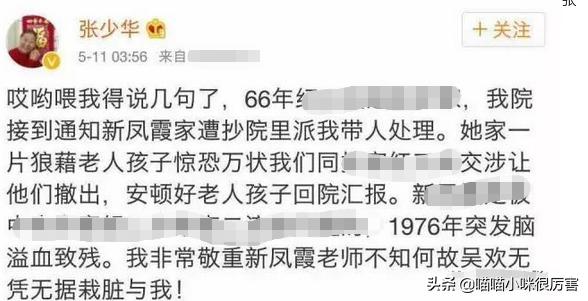 张
张少华
+关注
5-11 03:56 来自
哎哟喂我得说几句了，66年 ，我院
接到通知新凤霞家遭抄院里派我带人处理。她家一
片狼藉老人孩子惊恐万状我们同 交涉让
他们撤出，安顿好老人孩子回院汇报。新
，1976年突发脑
溢血致残。我非常敬重新凤霞老师不知何故吴欢无
凭无据栽脏与我！
头条 @喵喵小咪很厉害